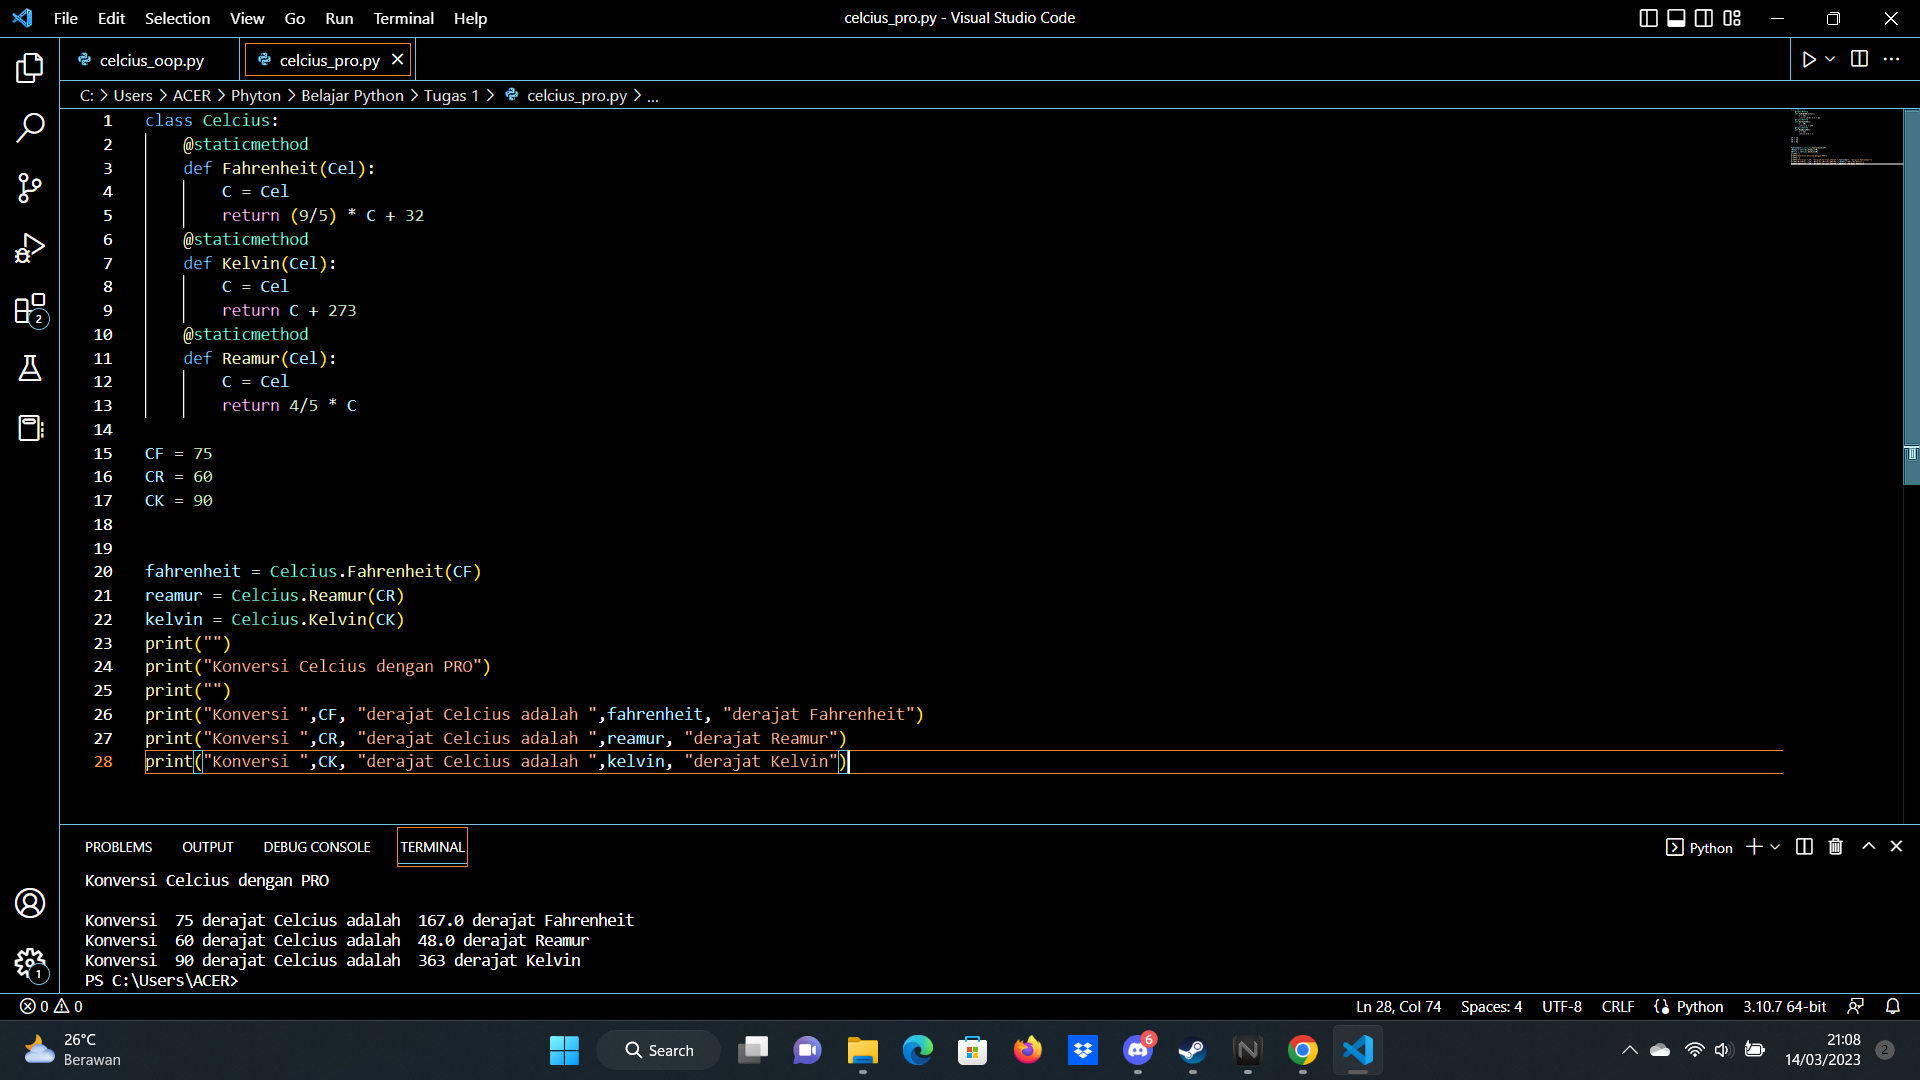 File Edit Selection View Go Run Terminal Help
celcius_pro.py - Visual Studio Code
celcius_oop.py
celcius_pro.py
C: > Users > ACER > Phyton > Belajar Python > Tugas 1 > celcius_pro.py > ...
1 class Celcius:
2 @staticmethod
3 def Fahrenheit(Cel):
4 C = Cel
5 return (9/5) * C + 32
6 @staticmethod
7 def Kelvin(Cel):
8 C = Cel
9 return C + 273
10 @staticmethod
11 def Reamur(Cel):
12 C = Cel
13 return 4/5 * C
14
15 CF = 75
16 CR = 60
17 CK = 90
18
19
20 fahrenheit = Celcius.Fahrenheit(CF)
21 reamur = Celcius.Reamur(CR)
22 kelvin = Celcius.Kelvin(CK)
23 print("")
24 print("Konversi Celcius dengan PRO")
25 print("")
26 print("Konversi ",CF, "derajat Celcius adalah ",fahrenheit, "derajat Fahrenheit")
27 print("Konversi ",CR, "derajat Celcius adalah ",reamur, "derajat Reamur")
28 print("Konversi ",CK, "derajat Celcius adalah ",kelvin, "derajat Kelvin")
2
PROBLEMS OUTPUT DEBUG CONSOLE TERMINAL
Python
Konversi Celcius dengan PRO
Konversi  75 derajat Celcius adalah  167.0 derajat Fahrenheit
Konversi  60 derajat Celcius adalah  48.0 derajat Reamur
Konversi  90 derajat Celcius adalah  363 derajat Kelvin
PS C:\Users\ACER>
1
0 0
Ln 28, Col 74 Spaces: 4 UTF-8 CRLF Python 3.10.7 64-bit
26°C
Berawan
Search
6
21:08
14/03/2023
2